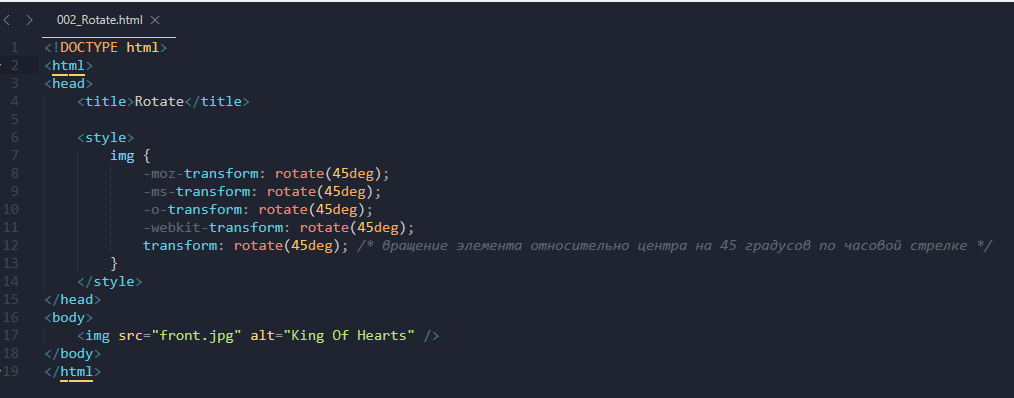 002_Rotate.html ×
1 <!DOCTYPE html>
2 <html>
3 <head>
4     <title>Rotate</title>
5
6     <style>
7         img {
8             -moz-transform: rotate(45deg);
9             -ms-transform: rotate(45deg);
10             -o-transform: rotate(45deg);
11             -webkit-transform: rotate(45deg);
12             transform: rotate(45deg); /* вращение элемента относительно центра на 45 градусов по часовой стрелке */
13         }
14     </style>
15 </head>
16 <body>
17     <img src="front.jpg" alt="King Of Hearts" />
18 </body>
19 </html>